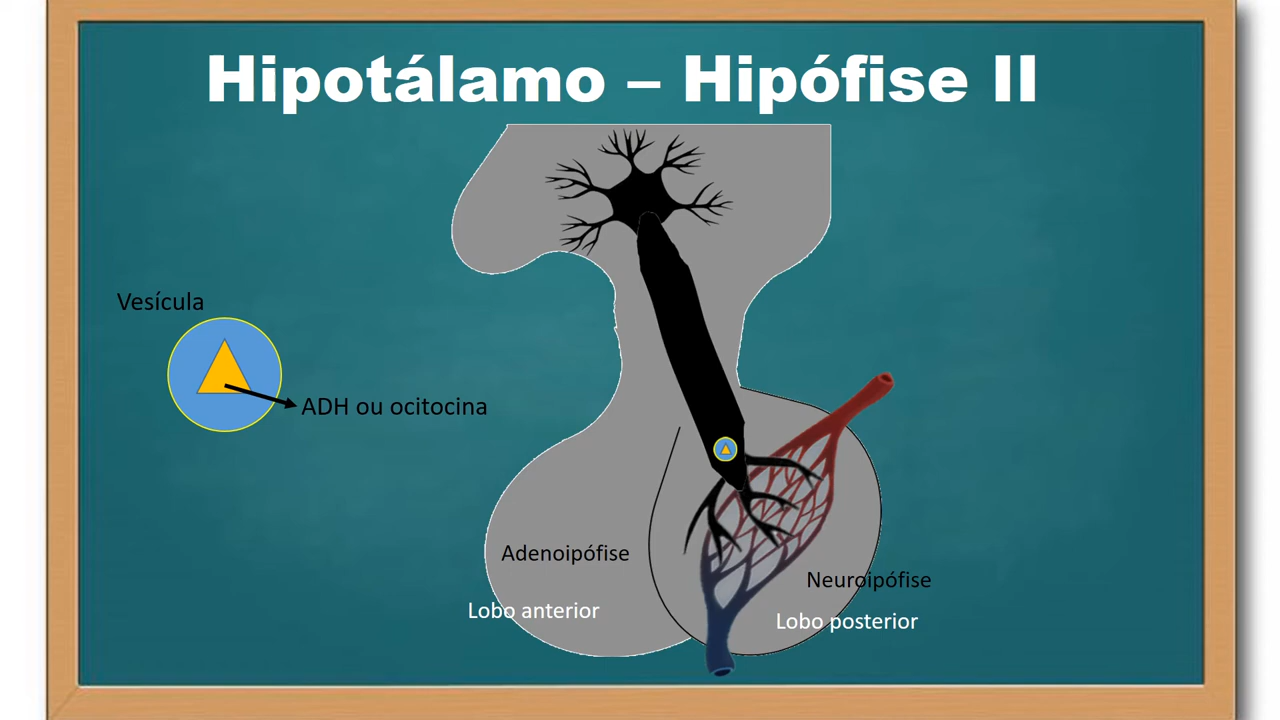 Hipotálamo – Hipófise II
Vesícula
ADH ou ocitocina
Adenoipófise
Neuroipófise
Lobo anterior
Lobo posterior